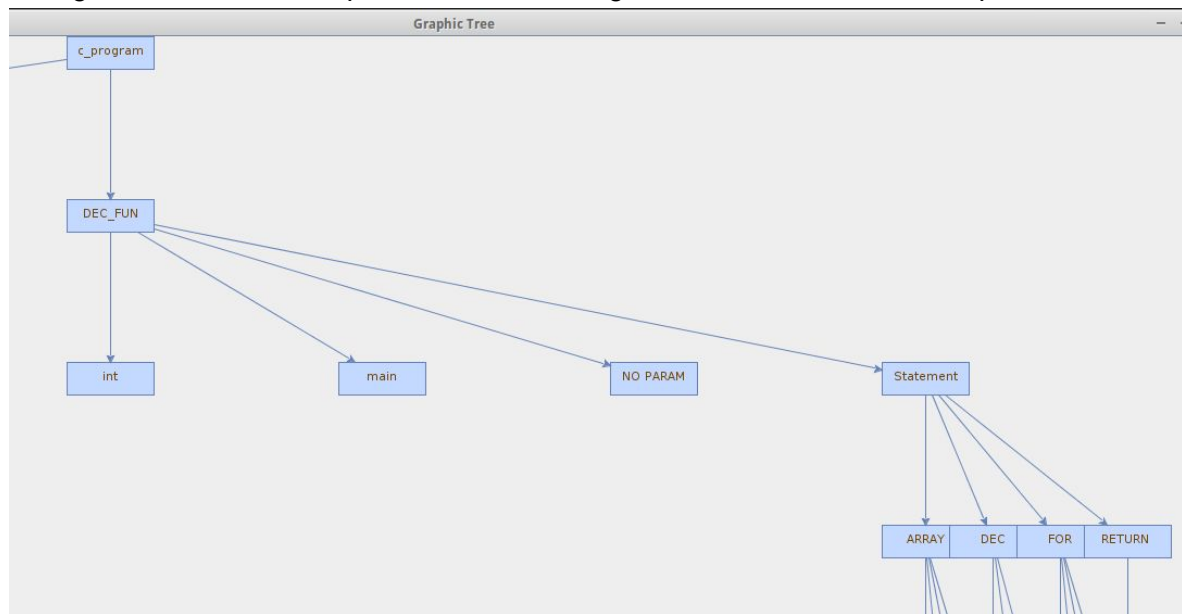 Graphic Tree
c_program
DEC_FUN
int
main
NO PARAM
Statement
ARRAY
DEC
FOR
RETURN